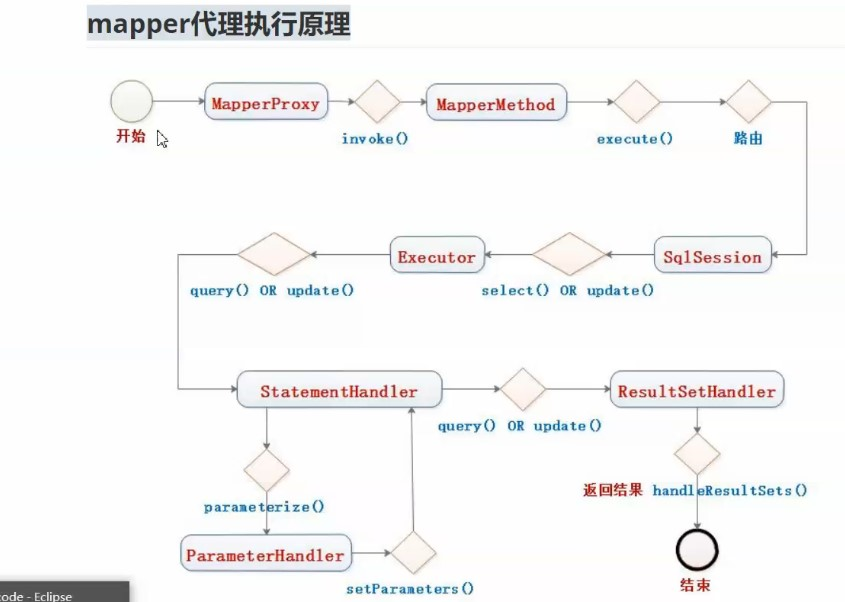 mapper代理执行原理
MapperProxy
MapperMethod
开始
invoke()
execute()
路由
Executor
SqlSession
query() OR update()
select() OR update()
StatementHandler
ResultSetHandler
query() OR update()
返回结果 handleResultSets()
parameterize()
ParameterHandler
setParameters()
结束
code - Eclipse